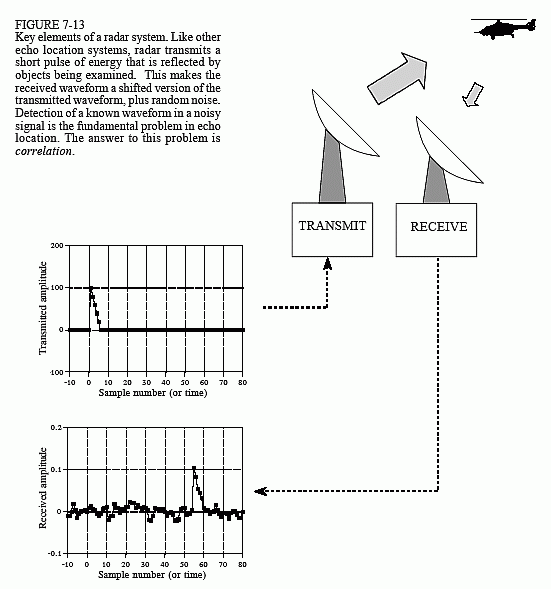 FIGURE 7-13
Key elements of a radar system. Like other
echo location systems, radar transmits a
short pulse of energy that is reflected by
objects being examined. This makes the
received waveform a shifted version of the
transmitted waveform, plus random noise.
Detection of a known waveform in a noisy
signal is the fundamental problem in echo
location. The answer to this problem is
correlation.
TRANSMIT
RECEIVE
Transmitted amplitude
200
100
0
-100
-10 0 10 20 30 40 50 60 70 80
Sample number (or time)
Received amplitude
0.2
0.1
0
-0.1
-10 0 10 20 30 40 50 60 70 80
Sample number (or time)